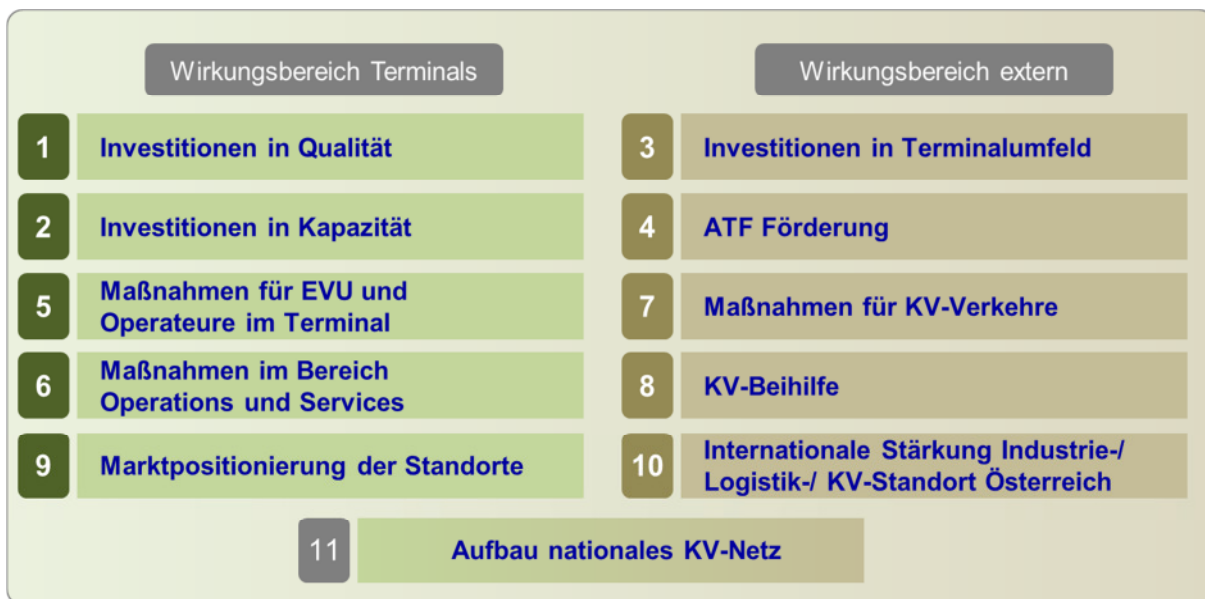 Wirkungsbereich Terminals
Wirkungsbereich extern
1
Investitionen in Qualität
3
Investitionen in Terminalumfeld
2
Investitionen in Kapazität
4
ATF Förderung
5
Maßnahmen für EVU und
Operateure im Terminal
7
Maßnahmen für KV-Verkehre
6
Maßnahmen im Bereich
Operations und Services
8
KV-Beihilfe
9
Marktpositionierung der Standorte
10
Internationale Stärkung Industrie-/
Logistik-/ KV-Standort Österreich
11
Aufbau nationales KV-Netz